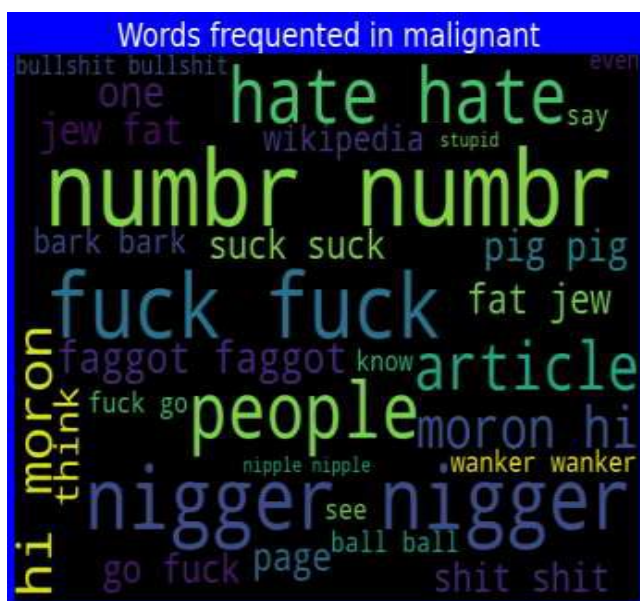 Words frequented in malignant
bullshit bullshit
even
one
hate hate
say
jew fat
wikipedia
stupid
numbr numbr
bark bark
suck suck
pig pig
fuck fuck
fat jew
faggot faggot
know
article
hi moron
think
fuck go
people
moron hi
nipple nipple
wanker wanker
nigger nigger
see
ball ball
go fuck
page
shit shit